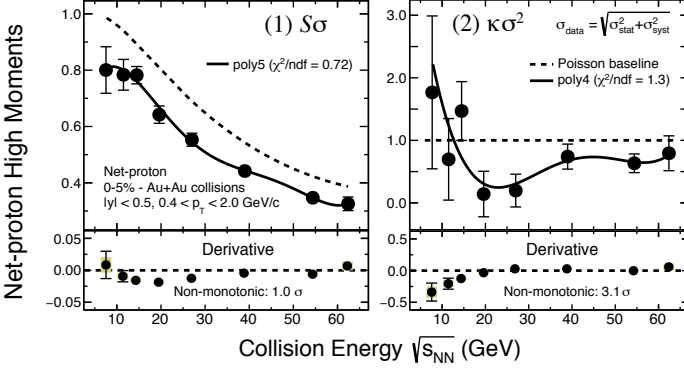 Net-proton High Moments
(1) Sσ
poly5 (χ²/ndf = 0.72)
Net-proton
0-5% - Au+Au collisions
|y| < 0.5, 0.4 < p_T < 2.0 GeV/c
1.0
0.8
0.6
0.4
(2) κσ²
σ_data = √σ²_stat+σ²_syst
Poisson baseline
poly4 (χ²/ndf = 1.3)
3.0
2.0
1.0
0.0
Derivative
Non-monotonic: 1.0 σ
0.05
0.00
−0.05
Derivative
Non-monotonic: 3.1 σ
0.5
0.0
−0.5
10 20 30 40 50 60
10 20 30 40 50 60
Collision Energy √s_NN (GeV)